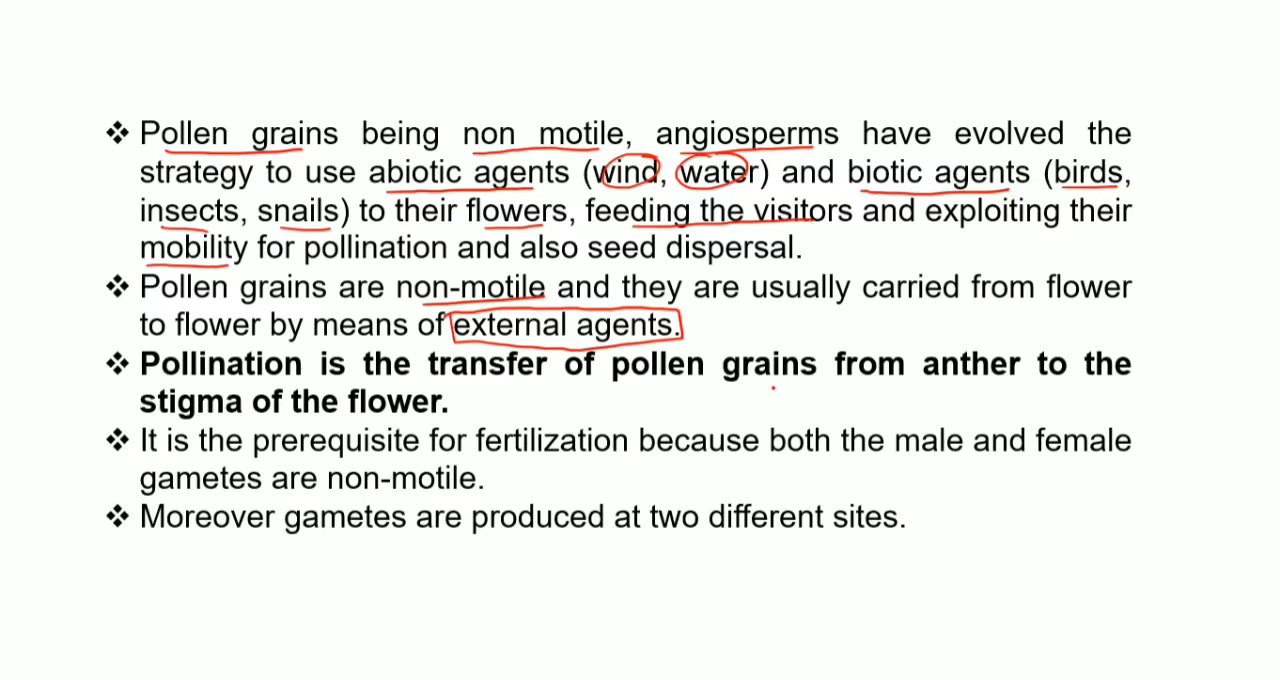 ❖ Pollen grains being non motile, angiosperms have evolved the
strategy to use abiotic agents (wind, water) and biotic agents (birds,
insects, snails) to their flowers, feeding the visitors and exploiting their
mobility for pollination and also seed dispersal.
❖ Pollen grains are non-motile and they are usually carried from flower
to flower by means of external agents.
❖ Pollination is the transfer of pollen grains from anther to the
stigma of the flower.
❖ It is the prerequisite for fertilization because both the male and female
gametes are non-motile.
❖ Moreover gametes are produced at two different sites.